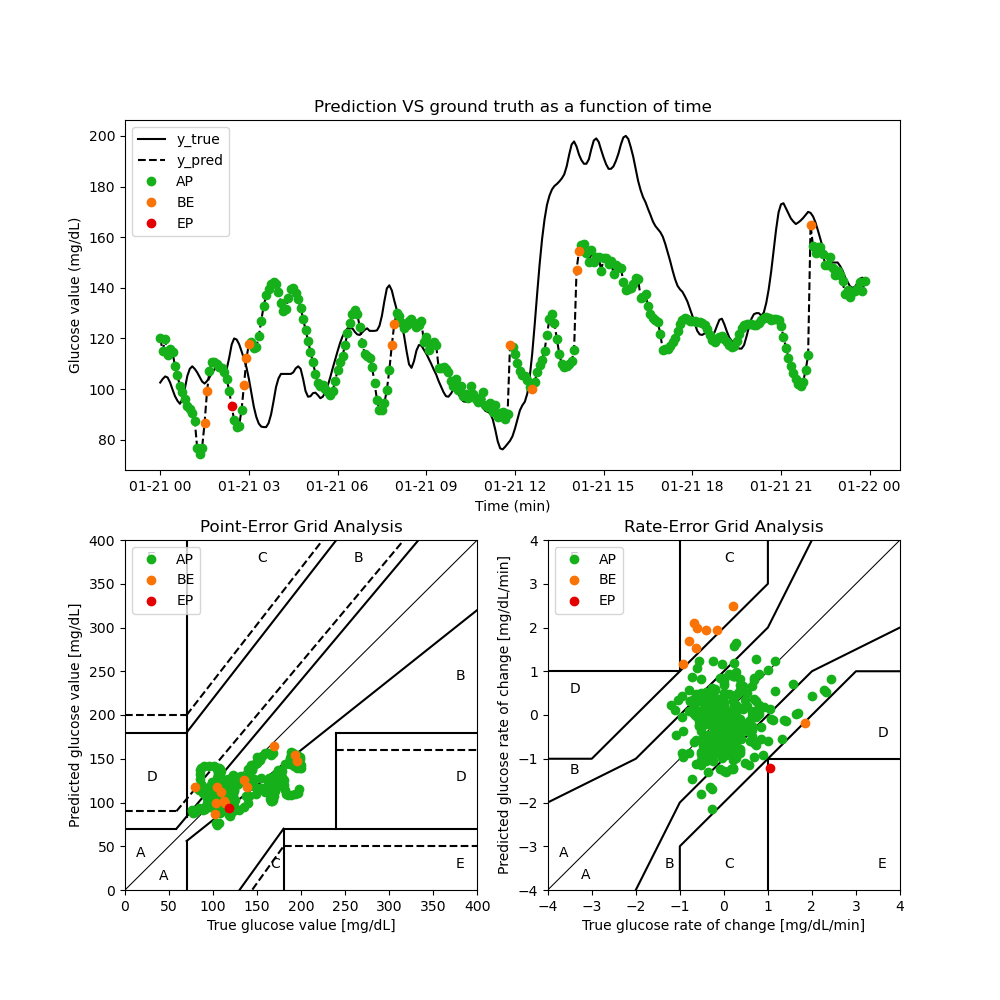 Prediction VS ground truth as a function of time
Glucose value (mg/dL)
200
180
160
140
120
100
80
y_true
y_pred
AP
BE
EP
01-21 00 01-21 03 01-21 06 01-21 09 01-21 12 01-21 15 01-21 18 01-21 21 01-22 00
Time (min)
Point-Error Grid Analysis
Predicted glucose value [mg/dL]
400
350
300
250
200
150
100
50
0
AP
BE
EP
C
B
B
D
D
A
A
C
E
0 50 100 150 200 250 300 350 400
True glucose value [mg/dL]
Rate-Error Grid Analysis
Predicted glucose rate of change [mg/dL/min]
4
3
2
1
0
−1
−2
−3
−4
AP
BE
EP
C
D
D
B
A
A
B
C
E
−4 −3 −2 −1 0 1 2 3 4
True glucose rate of change [mg/dL/min]